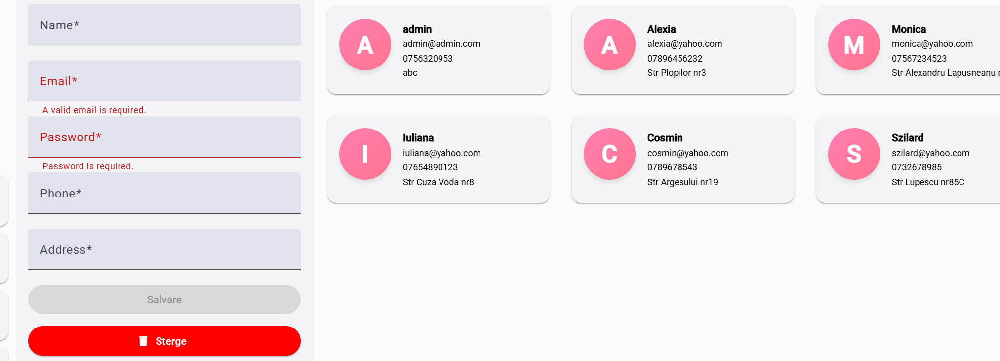 Name*
Email*
A valid email is required.
Password*
Password is required.
Phone*
Address*
Salvare
Sterge
A
admin
admin@admin.com
0756320953
abc
A
Alexia
alexia@yahoo.com
07896456232
Str Plopilor nr3
M
Monica
monica@yahoo.com
07567234523
Str Alexandru Lapusneanu
I
Iuliana
iuliana@yahoo.com
07654890123
Str Cuza Voda nr8
C
Cosmin
cosmin@yahoo.com
0789678543
Str Argesului nr19
S
Szilard
szilard@yahoo.com
0732678985
Str Lupescu nr85C